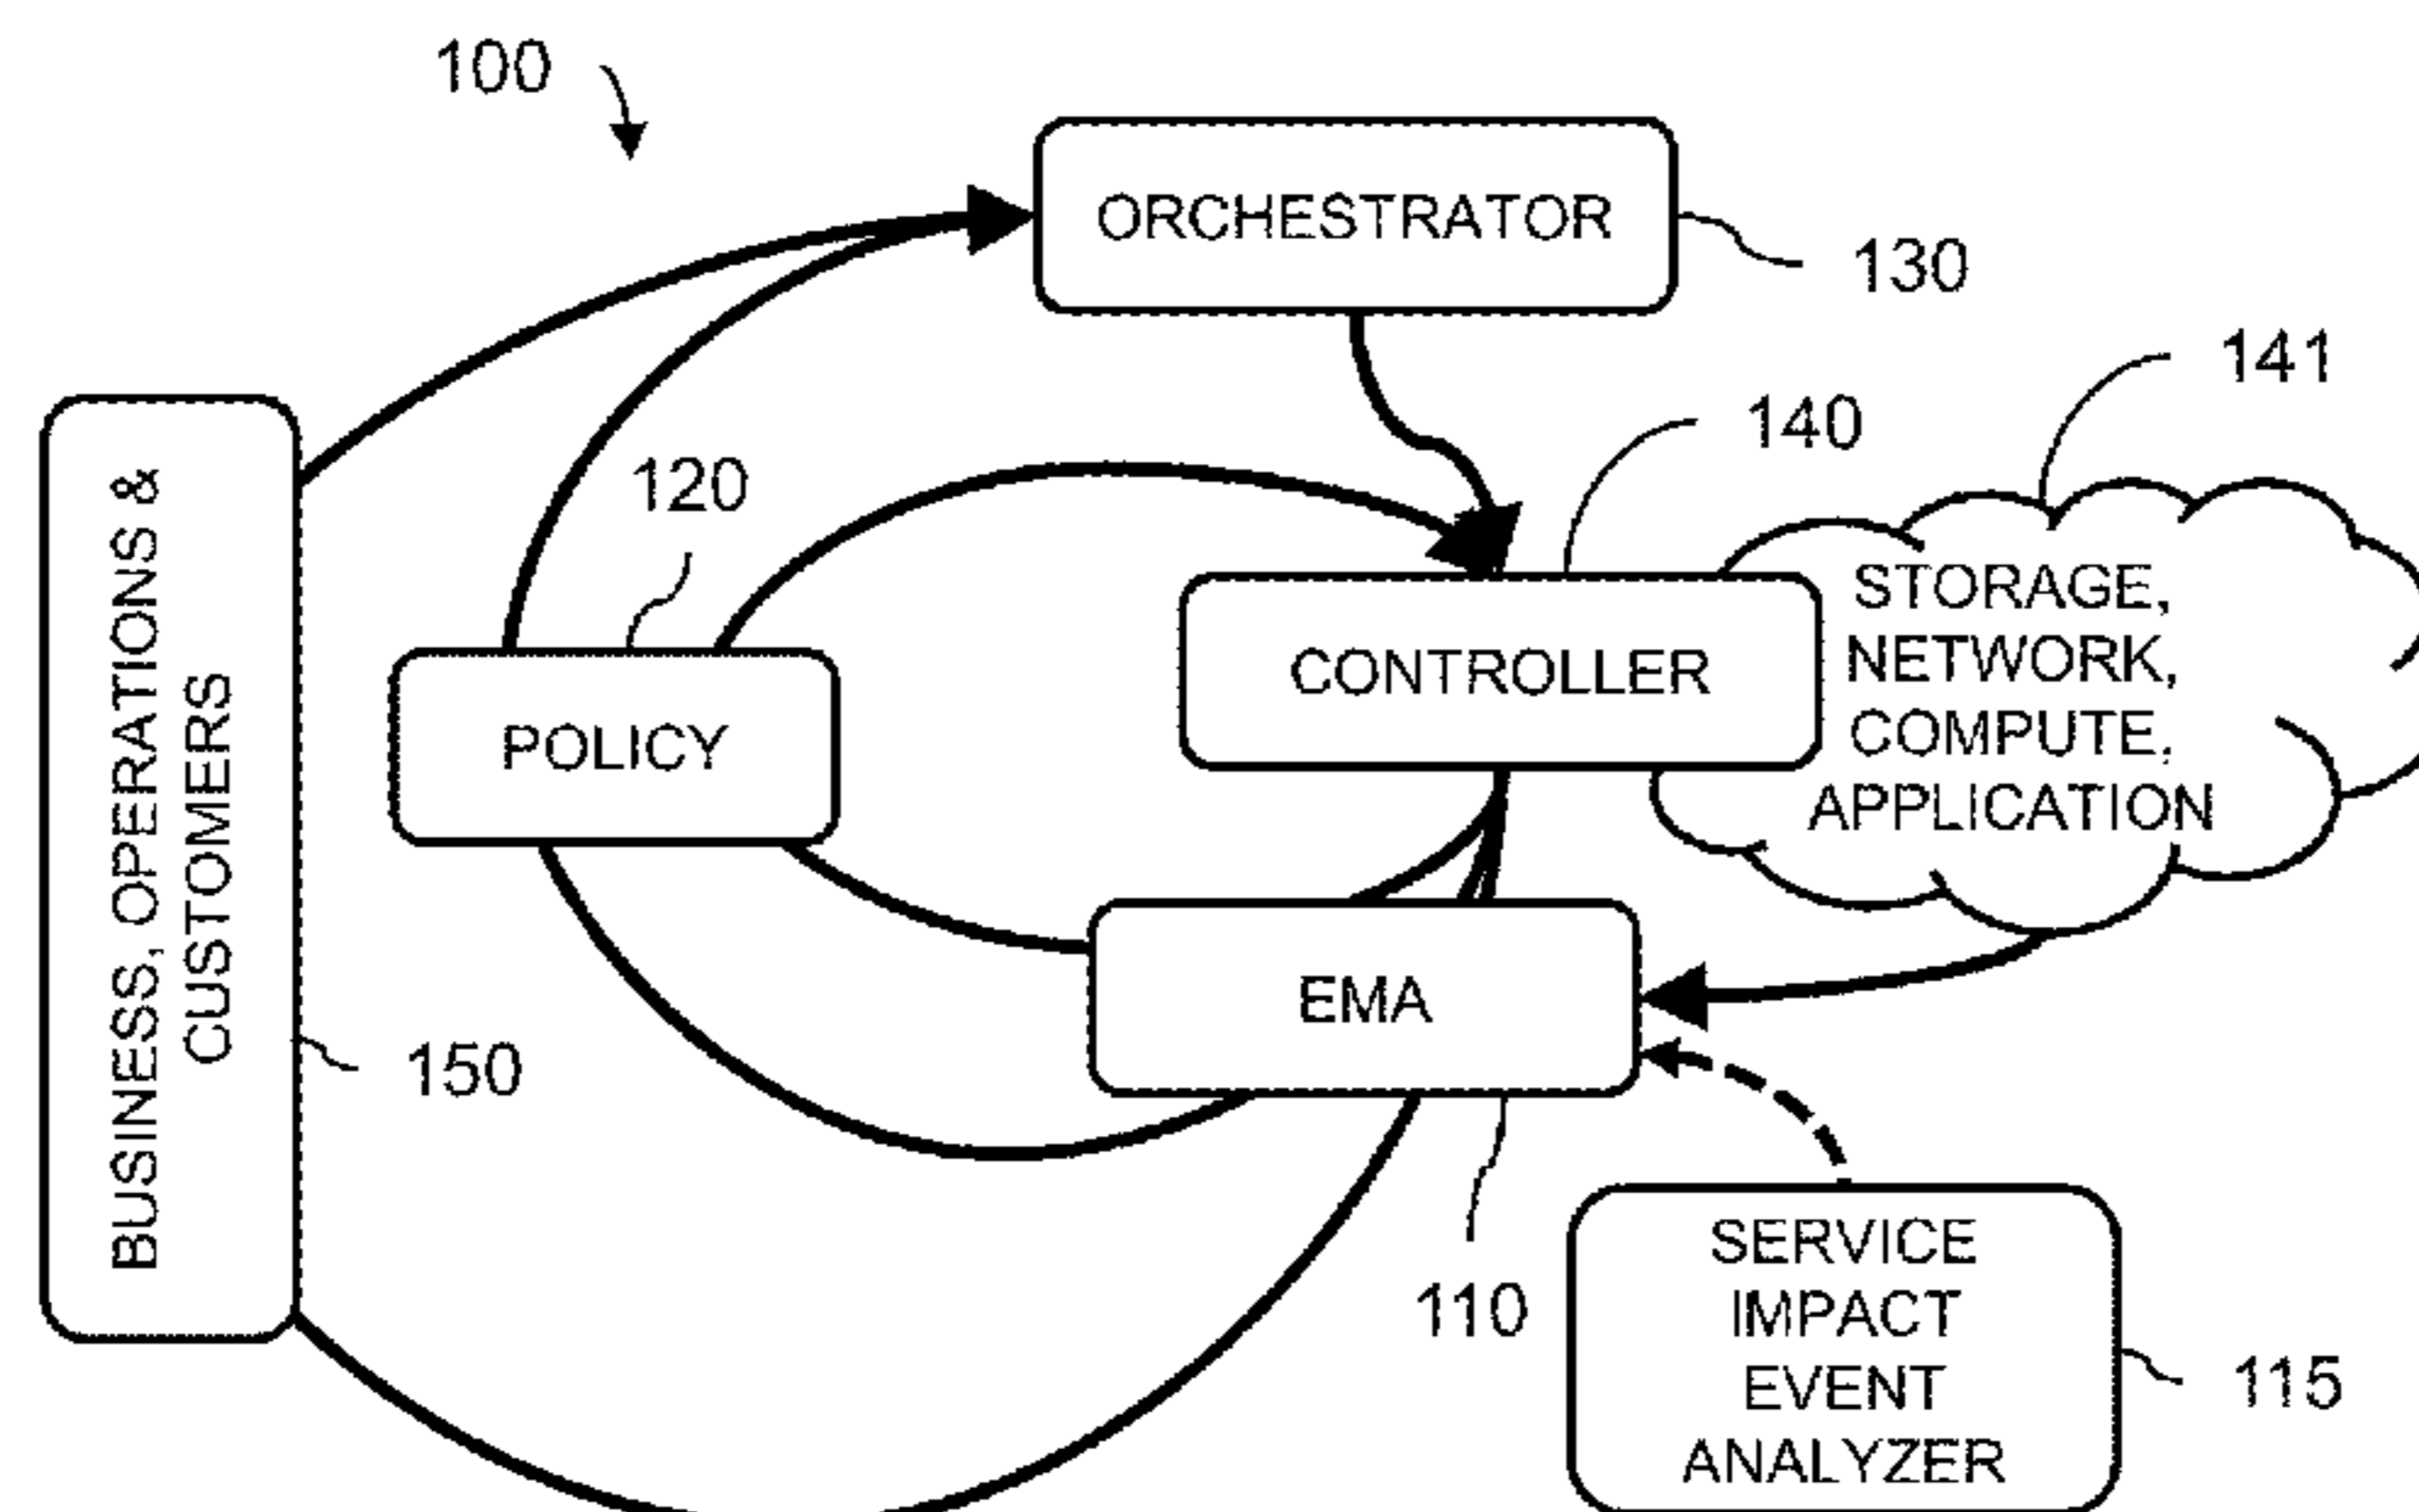 100
ORCHESTRATOR
130
141
140
120
STORAGE,
NETWORK,
COMPUTE,
APPLICATION
CONTROLLER
POLICY
BUSINESS, OPERATIONS &
CUSTOMERS
150
EMA
110
SERVICE
IMPACT
EVENT
ANALYZER
115